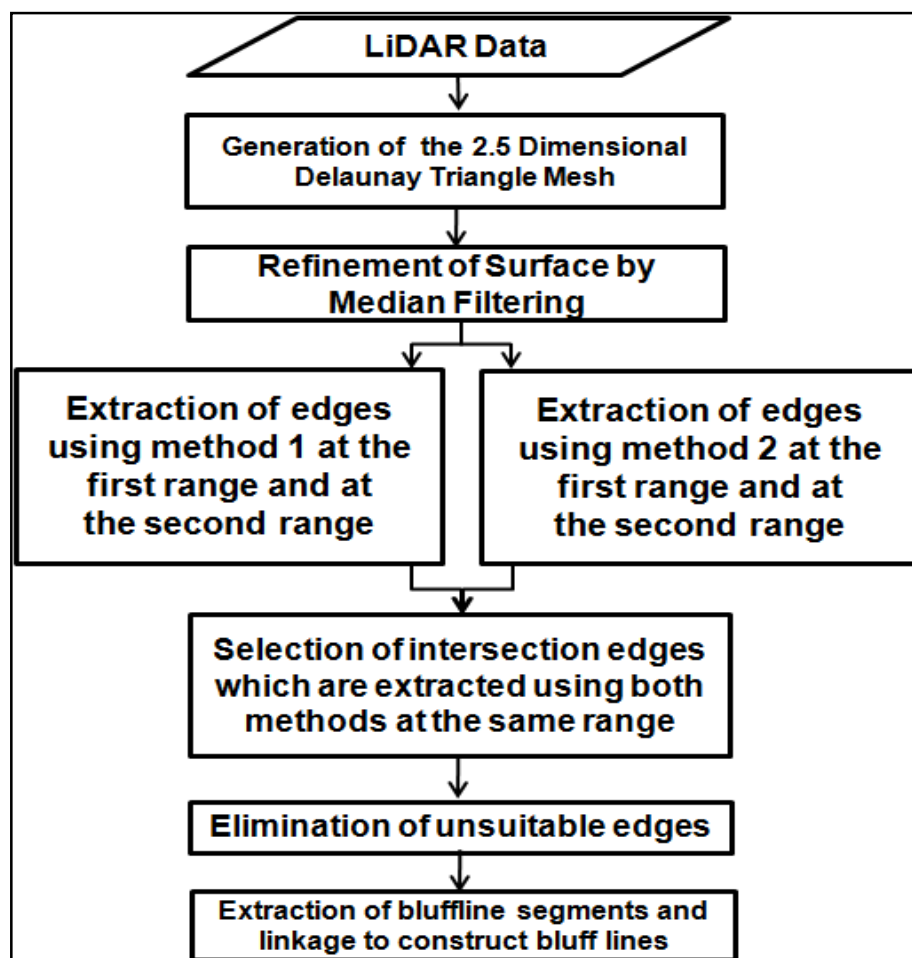 LiDAR Data
Generation of the 2.5 Dimensional
Delaunay Triangle Mesh
Refinement of Surface by
Median Filtering
Extraction of edges
using method 1 at the
first range and at
the second range
Extraction of edges
using method 2 at the
first range and at
the second range
Selection of intersection edges
which are extracted using both
methods at the same range
Elimination of unsuitable edges
Extraction of bluffline segments and
linkage to construct bluff lines